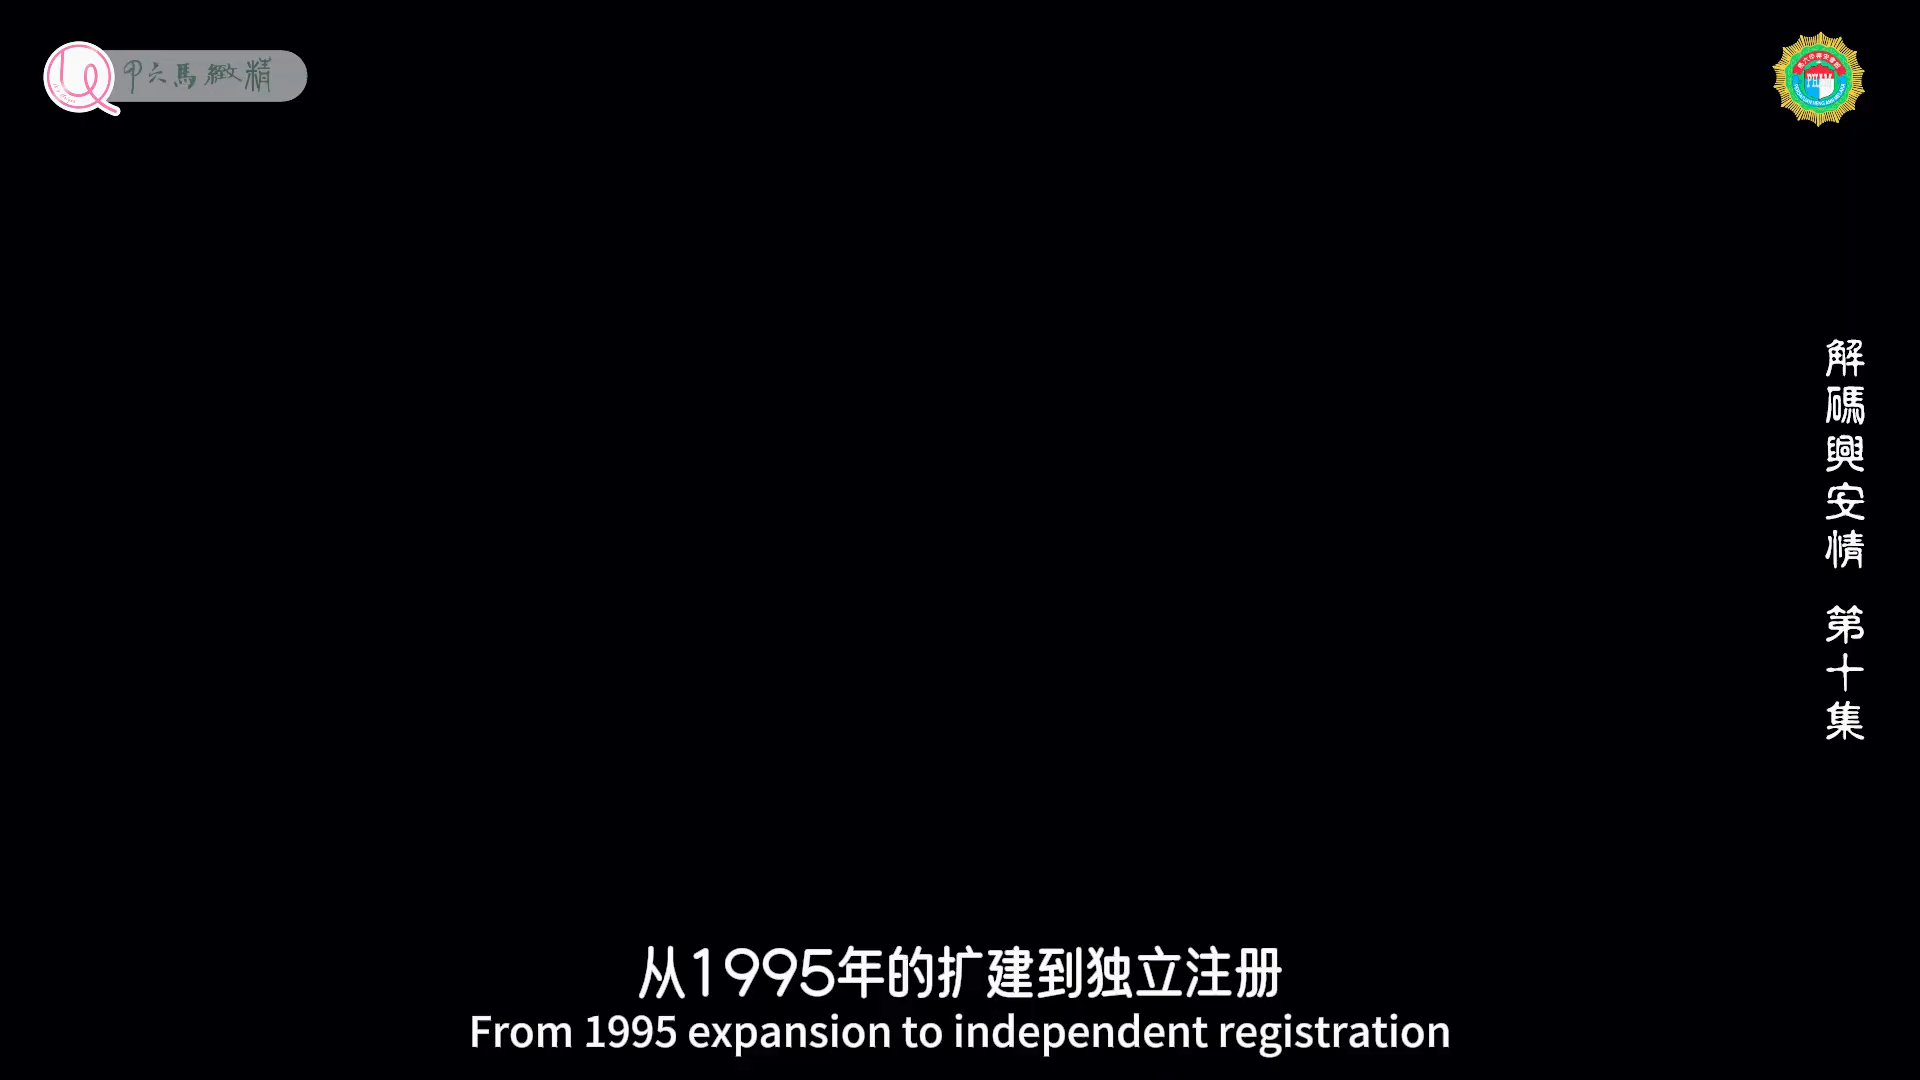 甲六馬緻精
PHAM
解碼興安情 第十集
从1995年的扩建到独立注册
From 1995 expansion to independent registration